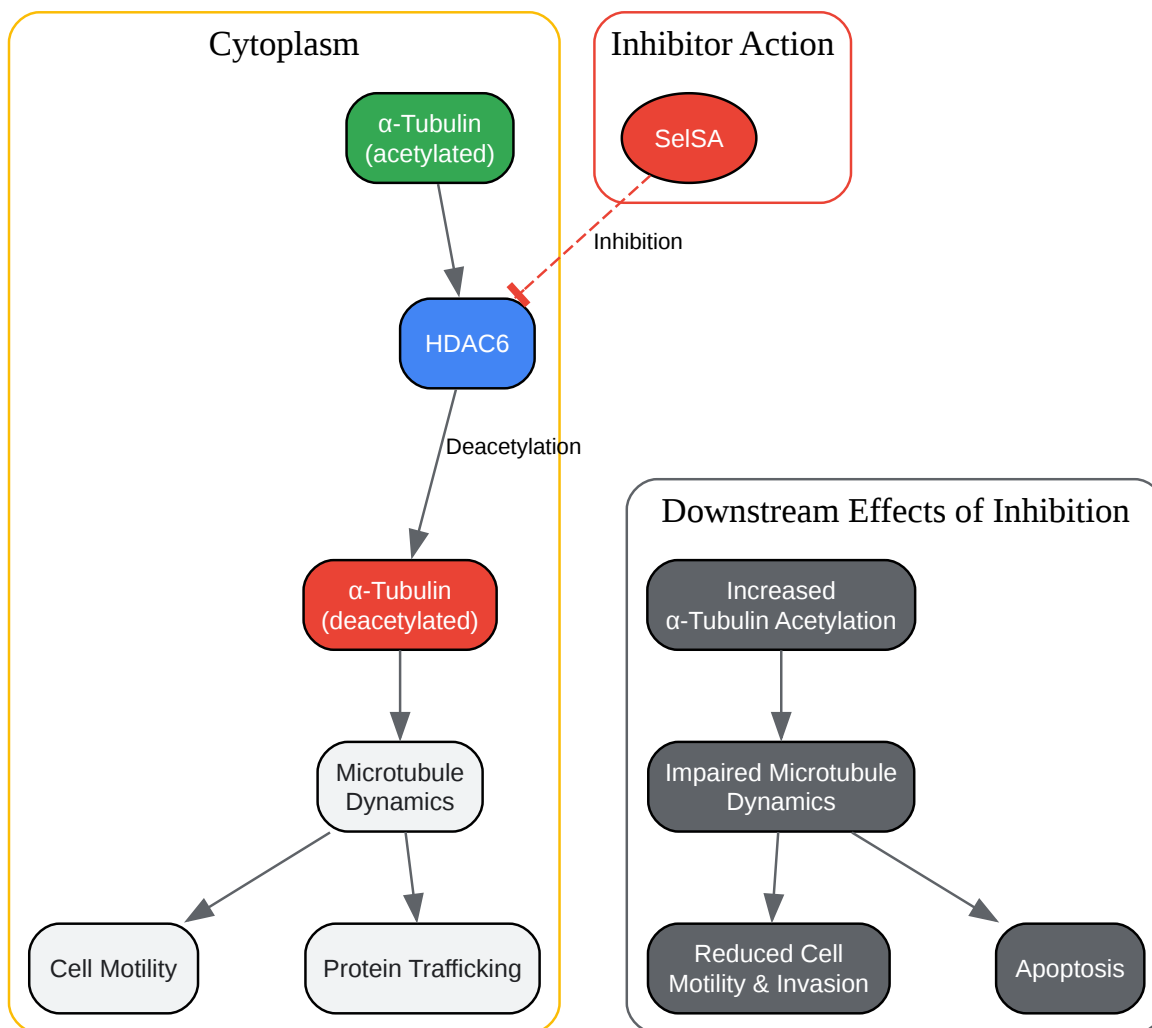 Cytoplasm
Inhibitor Action
α-Tubulin
(acetylated)
SelSA
Inhibition
HDAC6
Deacetylation
Downstream Effects of Inhibition
α-Tubulin
(deacetylated)
Increased
α-Tubulin Acetylation
Microtubule
Dynamics
Impaired Microtubule
Dynamics
Cell Motility
Protein Trafficking
Reduced Cell
Motility & Invasion
Apoptosis